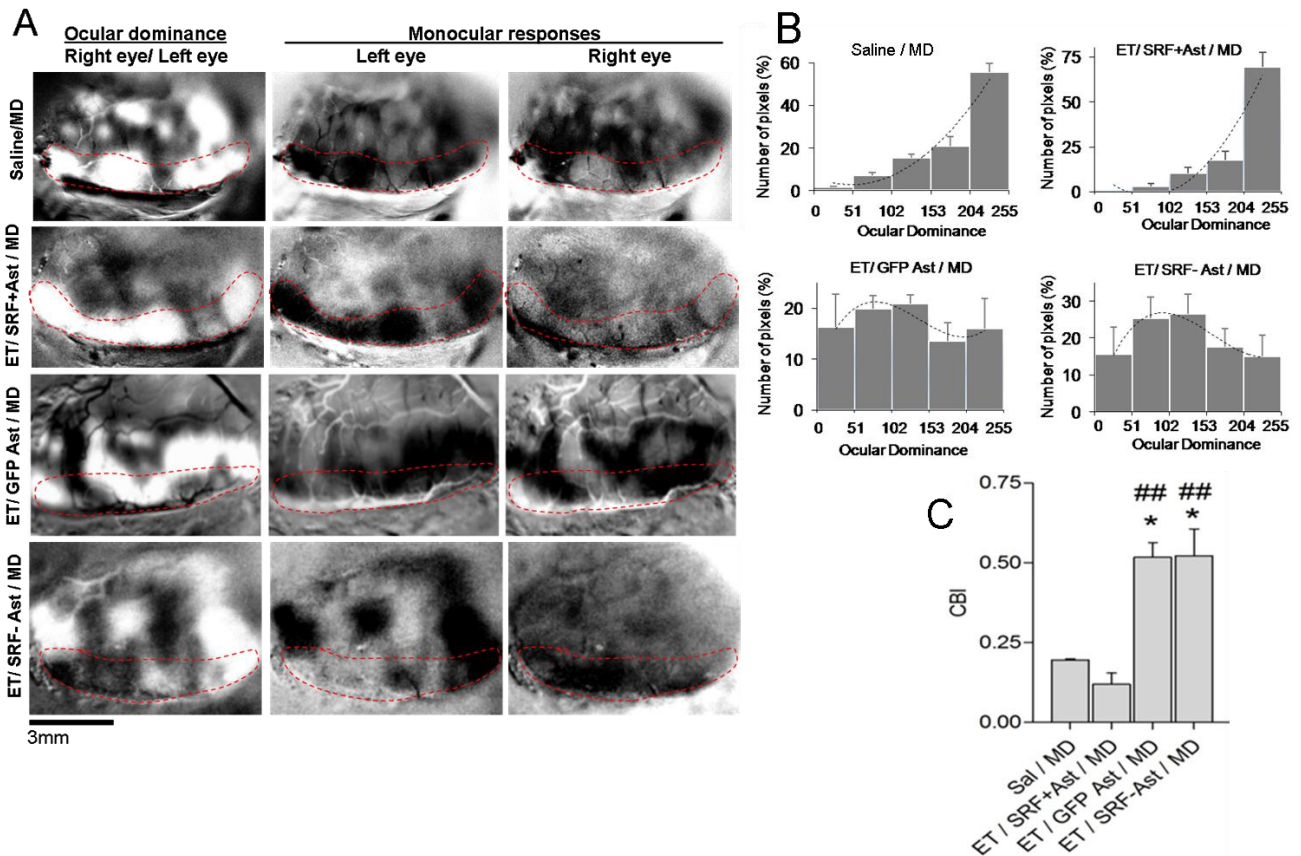 A
Ocular dominance
Monocular responses
Right eye/ Left eye
Left eye
Right eye
Saline/MD
ET/ SRF+Ast / MD
ET/ GFP Ast / MD
ET/ SRF- Ast / MD
3mm
B
Saline / MD
Number of pixels (%)
60
40
20
0
0 51 102 153 204 255
Ocular Dominance
ET/ SRF+Ast / MD
Number of pixels (%)
75
50
25
0
0 51 102 153 204 255
Ocular Dominance
ET/ GFP Ast / MD
Number of pixels (%)
20
10
0
0 51 102 153 204 255
Ocular Dominance
ET/ SRF- Ast / MD
Number of pixels (%)
30
20
10
0
0 51 102 153 204 255
Ocular Dominance
C
CBI
0.75
0.50
0.25
0.00
## ##
* *
Sal / MD
ET / SRF+Ast / MD
ET / GFP Ast / MD
ET / SRF-Ast / MD